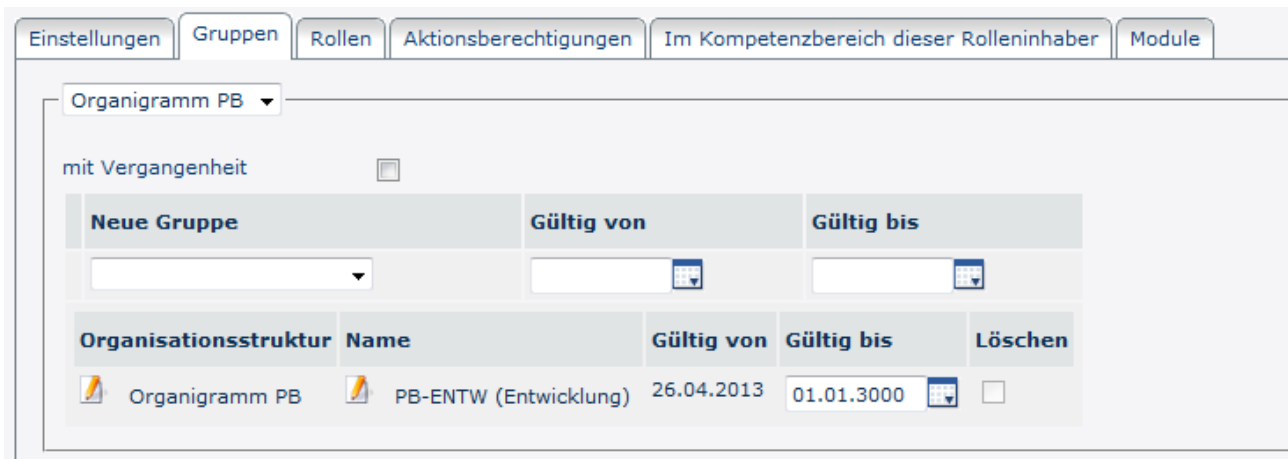 Einstellungen Gruppen Rollen Aktionsberechtigungen Im Kompetenzbereich dieser Rolleninhaber Module
Organigramm PB
mit Vergangenheit
Neue Gruppe Gültig von Gültig bis
Organisationsstruktur Name Gültig von Gültig bis Löschen
Organigramm PB PB-ENTW (Entwicklung) 26.04.2013 01.01.3000